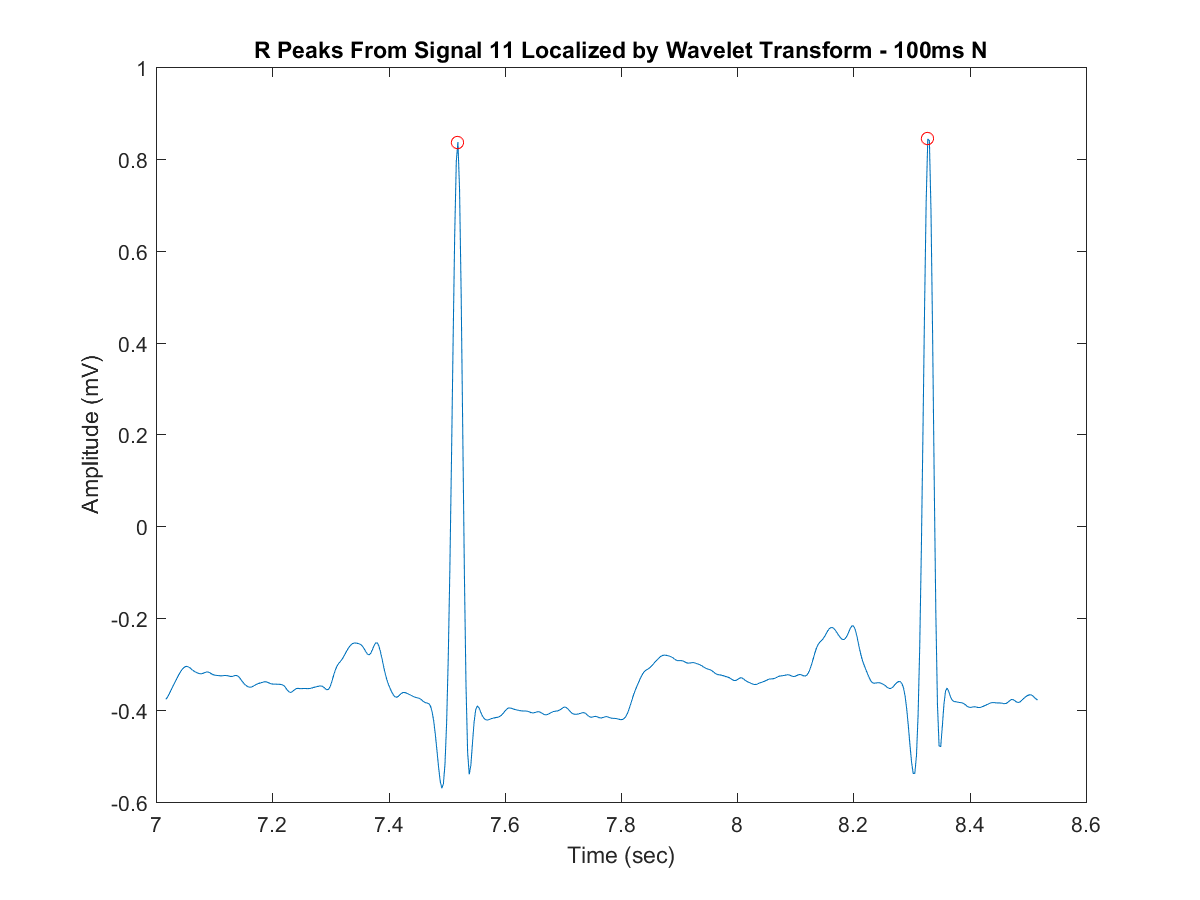 R Peaks From Signal 11 Localized by Wavelet Transform - 100ms N
1
0.8
0.6
0.4
0.2
0
-0.2
-0.4
-0.6
Amplitude (mV)
7 7.2 7.4 7.6 7.8 8 8.2 8.4 8.6
Time (sec)